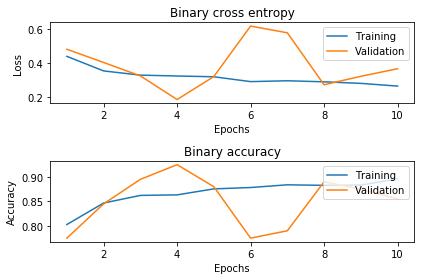 Binary cross entropy
0.6
0.4
0.2
Loss
Training
Validation
2
4
6
8
10
Epochs
Binary accuracy
0.90
0.85
0.80
Accuracy
Training
Validation
2
4
6
8
10
Epochs